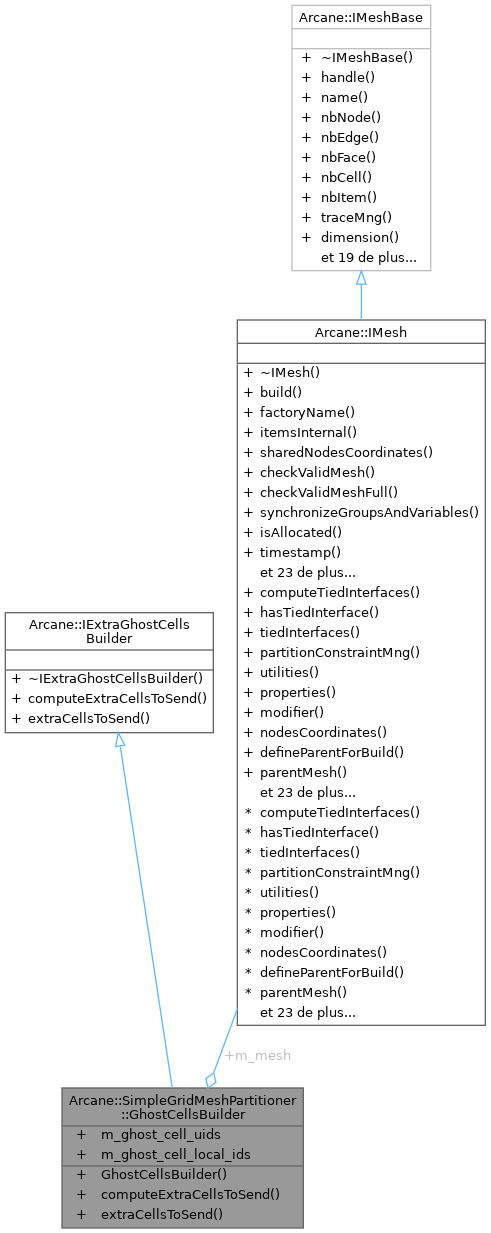 Arcane::IMeshBase
+ ~IMeshBase()
+ handle()
+ name()
+ nbNode()
+ nbEdge()
+ nbFace()
+ nbCell()
+ nbItem()
+ traceMng()
+ dimension()
et 19 de plus...
Arcane::IMesh
+ ~IMesh()
+ build()
+ factoryName()
+ itemsInternal()
+ sharedNodesCoordinates()
+ checkValidMesh()
+ checkValidMeshFull()
+ synchronizeGroupsAndVariables()
+ isAllocated()
+ timestamp()
et 23 de plus...
+ computeTiedInterfaces()
+ hasTiedInterface()
+ tiedInterfaces()
+ partitionConstraintMng()
+ utilities()
+ properties()
+ modifier()
+ nodesCoordinates()
+ defineParentForBuild()
+ parentMesh()
et 23 de plus...
* computeTiedInterfaces()
* hasTiedInterface()
* tiedInterfaces()
* partitionConstraintMng()
* utilities()
* properties()
* modifier()
* nodesCoordinates()
* defineParentForBuild()
* parentMesh()
et 23 de plus...
Arcane::IExtraGhostCells
Builder
+ ~IExtraGhostCellsBuilder()
+ computeExtraCellsToSend()
+ extraCellsToSend()
+m_mesh
Arcane::SimpleGridMeshPartitioner
::GhostCellsBuilder
+ m_ghost_cell_uids
+ m_ghost_cell_local_ids
+ GhostCellsBuilder()
+ computeExtraCellsToSend()
+ extraCellsToSend()